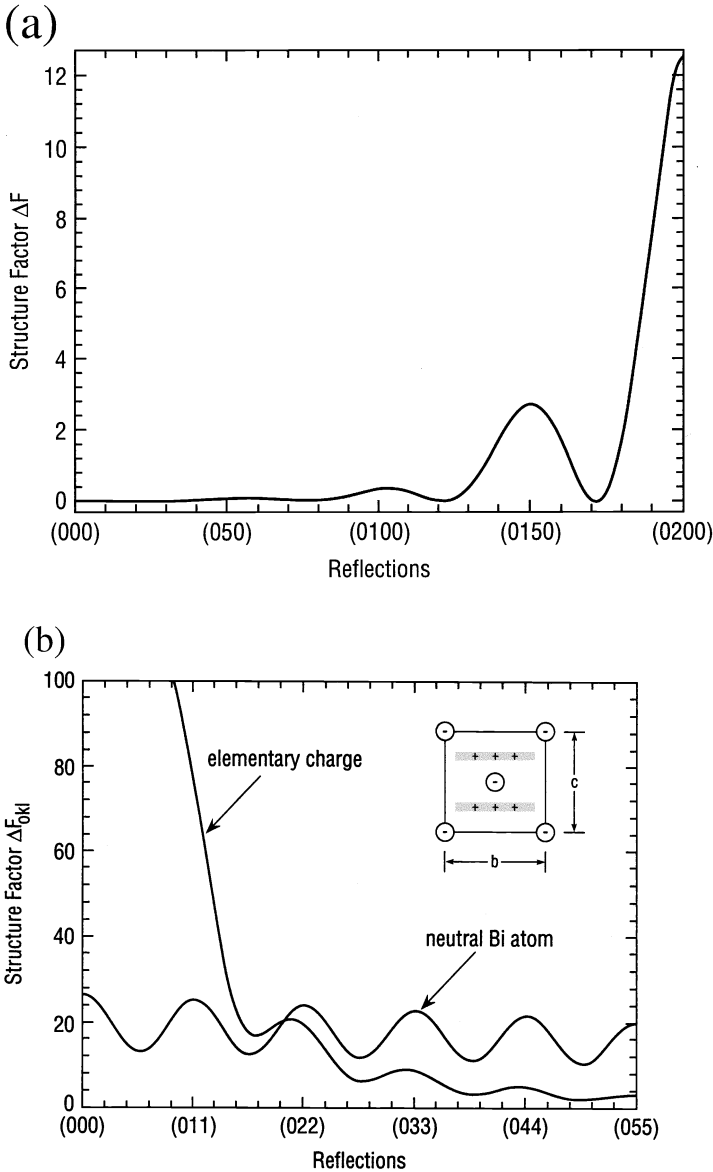 (a)
12
10
8
6
4
2
0
Structure Factor ΔF
(000) (050) (0100) (0150) (0200)
Reflections
(b)
100
80
60
40
20
0
Structure Factor ΔF0kl
elementary charge
- -
+ + +
-
+ + +
- -
c
b
neutral Bi atom
(000) (011) (022) (033) (044) (055)
Reflections